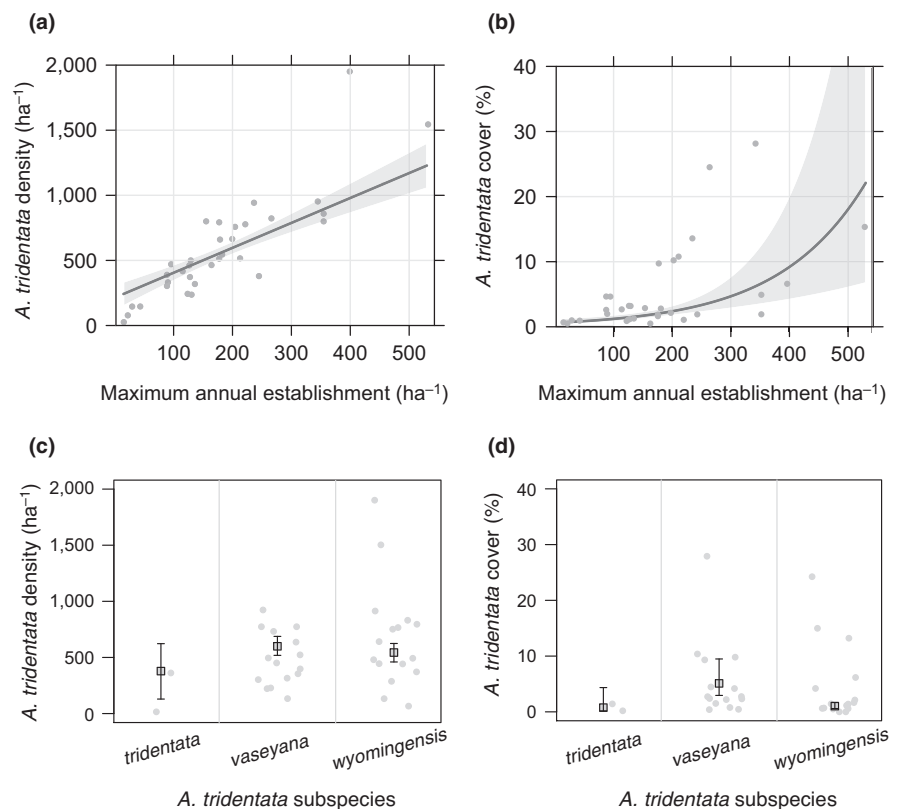 (a)
A. tridentata density (ha⁻¹)
2,000
1,500
1,000
500
0
100 200 300 400 500
Maximum annual establishment (ha⁻¹)
(b)
A. tridentata cover (%)
40
30
20
10
0
100 200 300 400 500
Maximum annual establishment (ha⁻¹)
(c)
A. tridentata density (ha⁻¹)
2,000
1,500
1,000
500
0
tridentata vaseyana wyomingensis
A. tridentata subspecies
(d)
A. tridentata cover (%)
40
30
20
10
0
tridentata vaseyana wyomingensis
A. tridentata subspecies